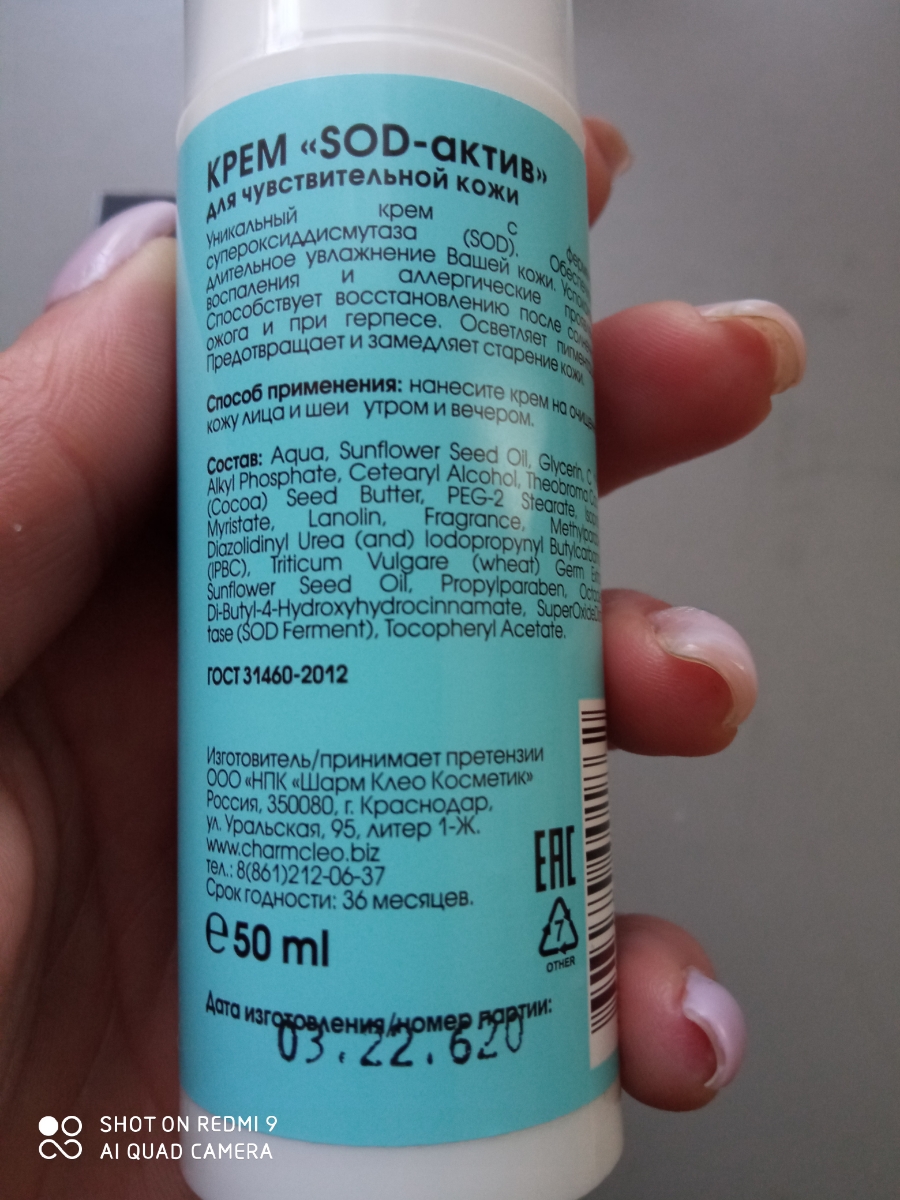 КРЕМ «SOD-актив»
для чувствительной кожи
Уникальный крем с
супероксиддисмутаза (SOD).
длительное увлажнение Вашей кожи.
воспаления и аллергические
Способствует восстановлению после
ожога и при герпесе. Осветляет
Предотвращает и замедляет старение кожи.
Способ применения: нанесите крем на
кожу лица и шеи утром и вечером.
Состав: Aqua, Sunflower Seed Oil, Glycerin,
Alkyl Phosphate, Cetearyl Alcohol, Theobroma
(Cocoa) Seed Butter, PEG-2 Stearate,
Myristate, Lanolin, Fragrance,
Diazolidinyl Urea (and) Iodopropynyl
(IPBC), Triticum Vulgare (wheat) Germ
Sunflower Seed Oil, Propylparaben,
Di-Butyl-4-Hydroxyhydrocinnamate,
tase (SOD Ferment), Tocopheryl Acetate.
ГОСТ 31460-2012
Изготовитель/принимает претензии
ООО «НПК «Шарм Клео Косметик»
Россия, 350080, г. Краснодар,
ул. Уральская, 95, литер 1-Ж.
www.charmcleo.biz
тел.: 8(861)212-06-37
Срок годности: 36 месяцев.
EAC
℮ 50 ml
7
OTHER
Дата изготовления/номер партии:
03.22.620
SHOT ON REDMI 9
AI QUAD CAMERA